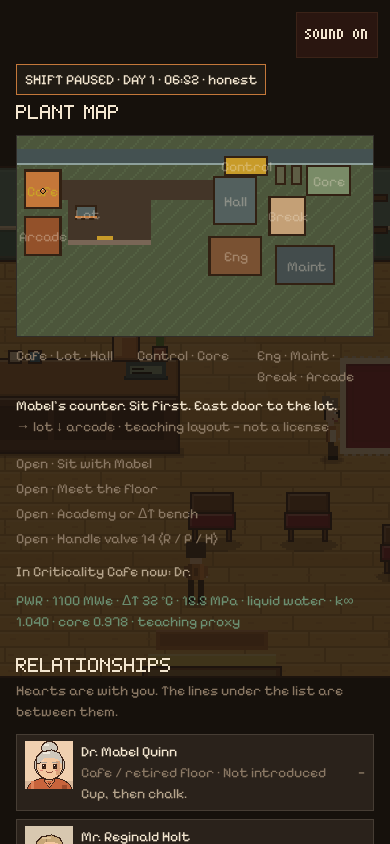 SOUND ON
SHIFT PAUSED · DAY 1 · 06:52 · honest
PLANT MAP
Control
Core
Cafe
Hall
Lot
Break
Arcade
Eng
Maint
Cafe · Lot · Hall
Control · Core
Eng · Maint ·
Break · Arcade
Mabel's counter. Sit first. East door to the lot.
→ lot ↓ arcade · teaching layout - not a license
Open · Sit with Mabel
Open · Meet the floor
Open · Academy or ΔT bench
Open · Handle valve 14 (R / P / H)
In Criticality Cafe now: Dr.
PWR · 1100 MWe · ΔT 32 °C · 15.5 MPa · liquid water · k∞
1.040 · core 0.978 · teaching proxy
RELATIONSHIPS
Hearts are with you. The lines under the list are
between them.
Dr. Mabel Quinn
Cafe / retired floor · Not introduced –
Cup, then chalk.
Mr. Reginald Holt